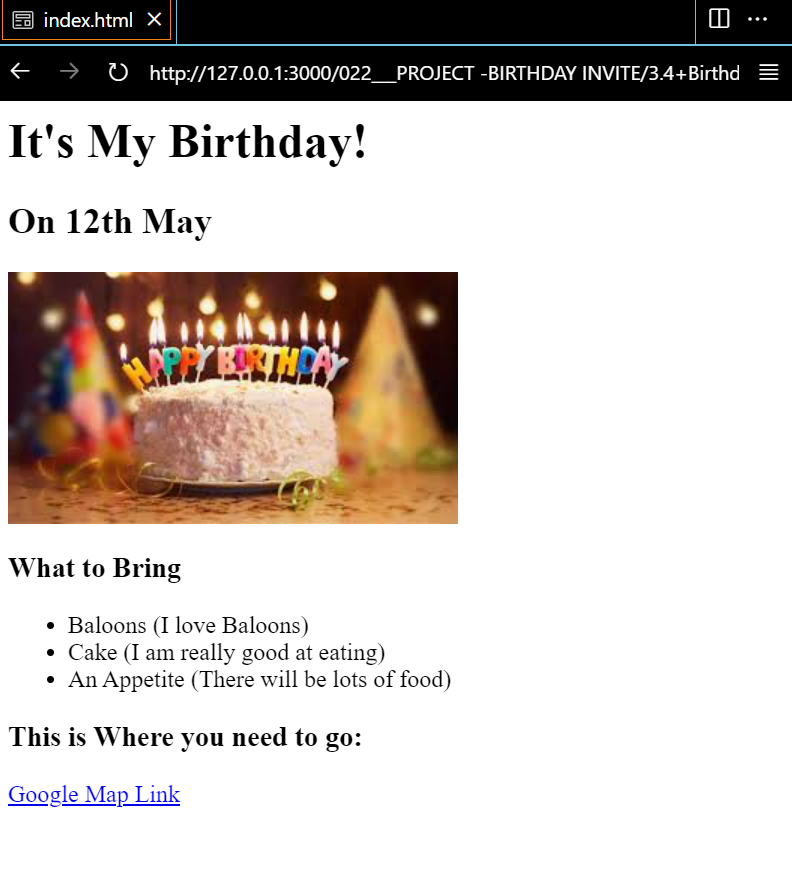 index.html
http://127.0.0.1:3000/022___PROJECT -BIRTHDAY INVITE/3.4+Birthd
It's My Birthday!
On 12th May
HAPPY BIRTHDAY
What to Bring
Baloons (I love Baloons)
Cake (I am really good at eating)
An Appetite (There will be lots of food)
This is Where you need to go:
Google Map Link